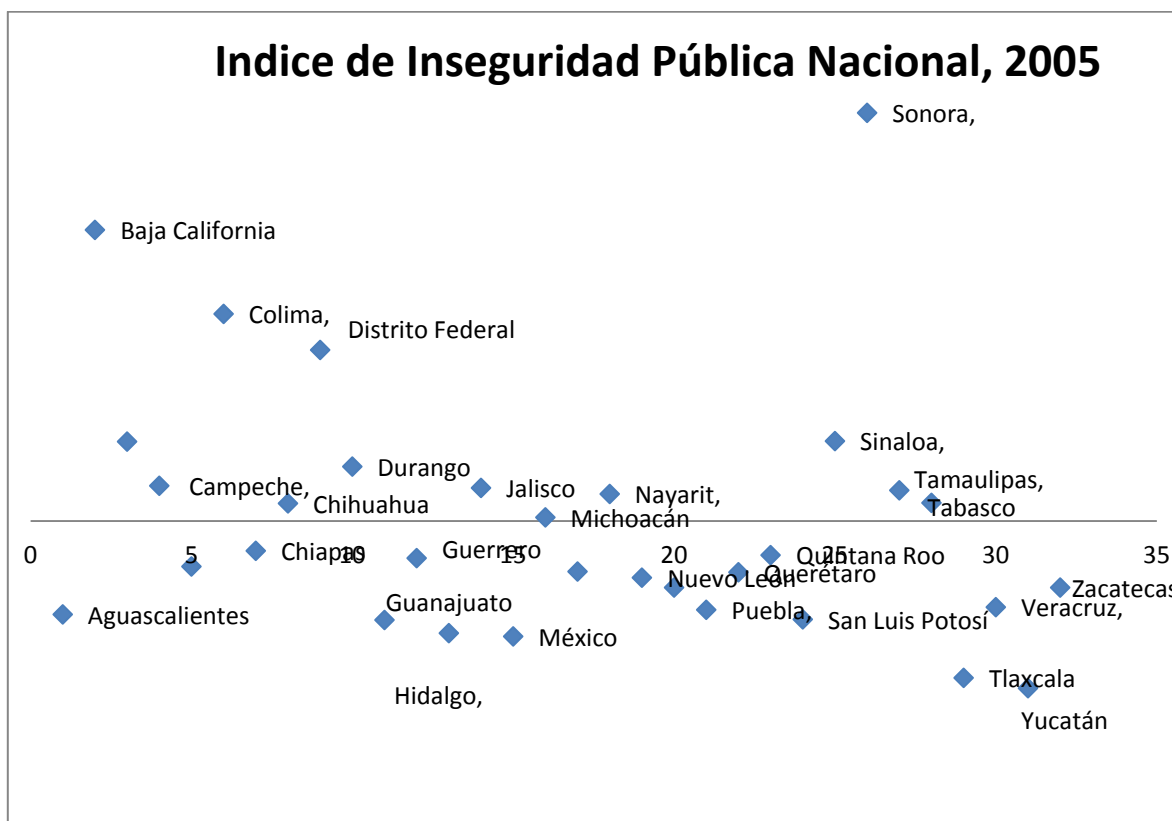 Indice de Inseguridad Pública Nacional, 2005
Sonora,
Baja California
Colima,
Distrito Federal
Sinaloa,
Durango
Tamaulipas,
Campeche,
Jalisco
Nayarit,
Chihuahua
Tabasco
Michoacán
0 5 10 15 20 25 30 35
Chiapas
Guerrero
Quintana Roo
Nuevo León
Querétaro
Zacatecas
Guanajuato
Aguascalientes
Puebla,
Veracruz,
San Luis Potosí
México
Tlaxcala
Hidalgo,
Yucatán